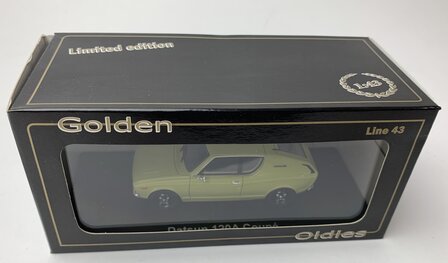 Limited edition
1:43
Golden
Line 43
Datsun 120A Coupé
Oldies